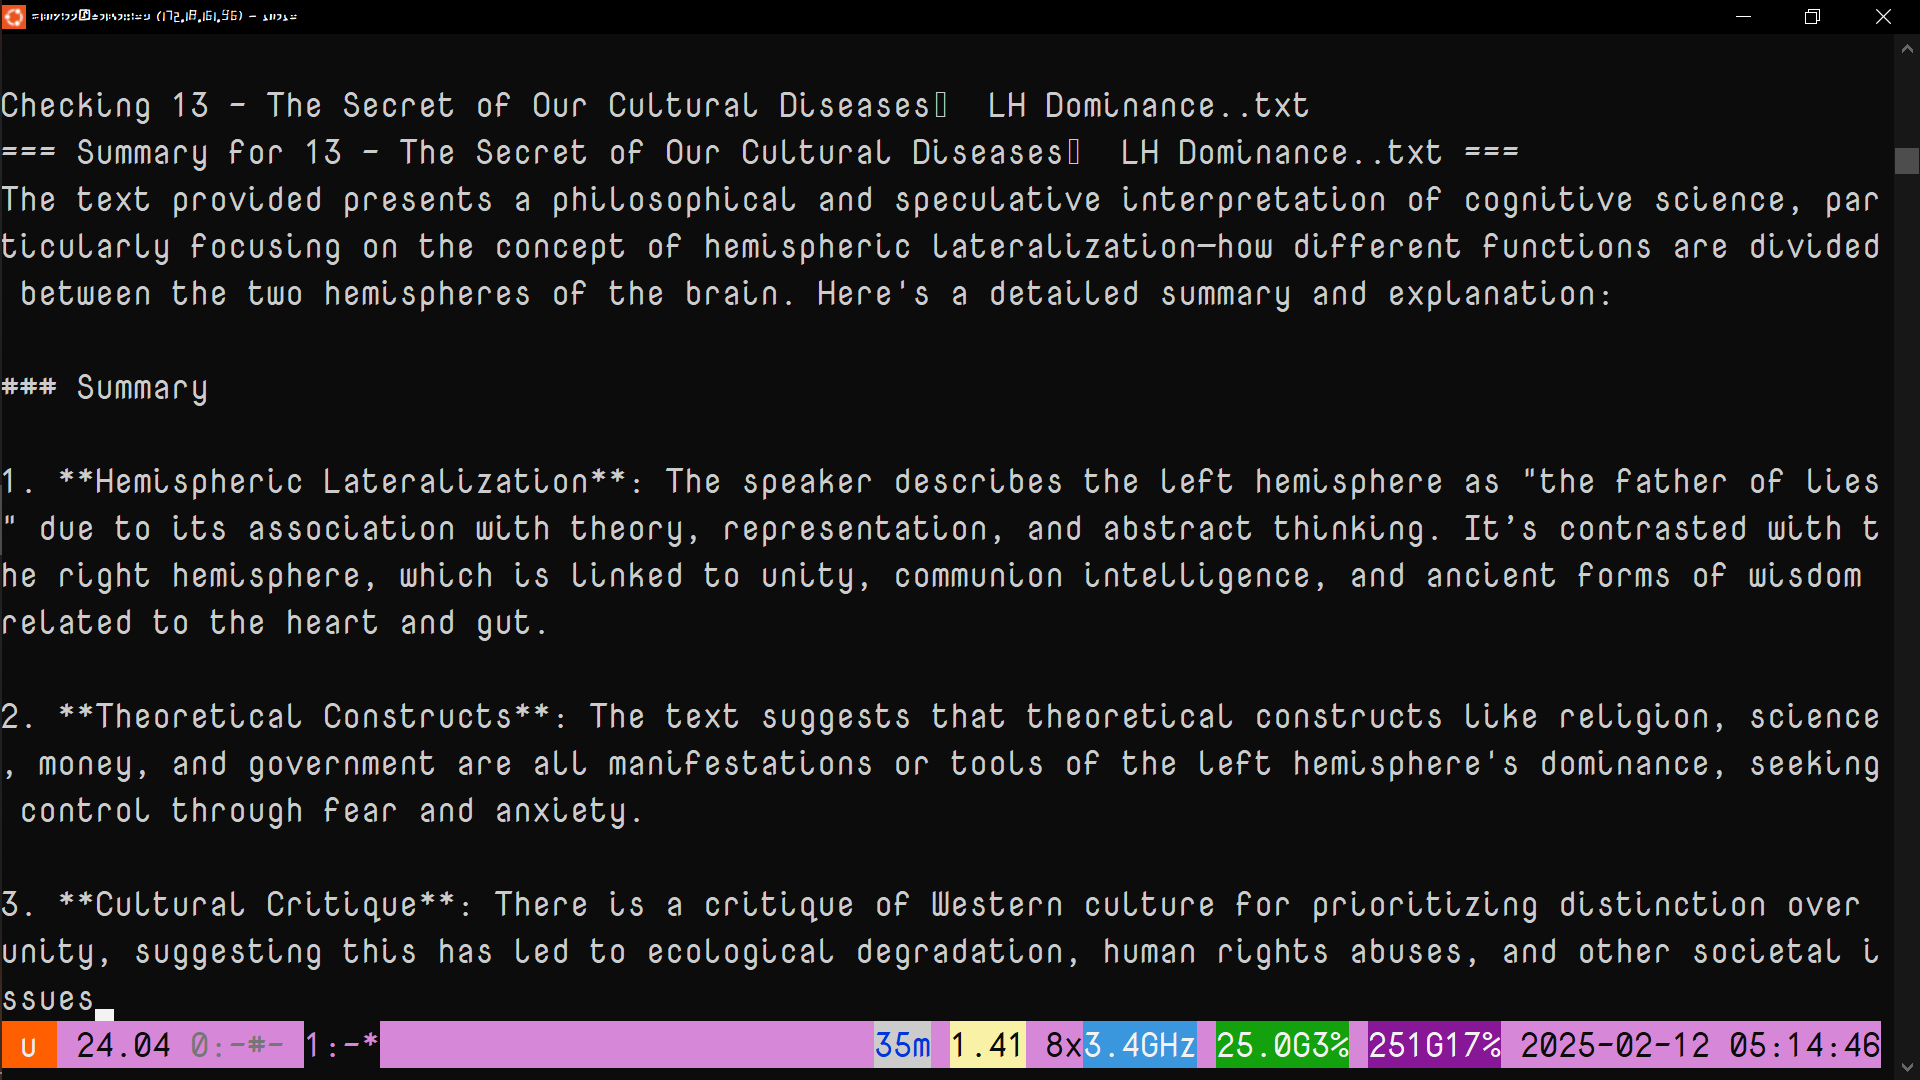 Checking 13 - The Secret of Our Cultural Diseases LH Dominance..txt
=== Summary for 13 - The Secret of Our Cultural Diseases LH Dominance..txt ===
The text provided presents a philosophical and speculative interpretation of cognitive science, par
ticularly focusing on the concept of hemispheric lateralization—how different functions are divided
between the two hemispheres of the brain. Here's a detailed summary and explanation:
### Summary
1. **Hemispheric Lateralization**: The speaker describes the left hemisphere as "the father of lies
" due to its association with theory, representation, and abstract thinking. It’s contrasted with t
he right hemisphere, which is linked to unity, communion intelligence, and ancient forms of wisdom
related to the heart and gut.
2. **Theoretical Constructs**: The text suggests that theoretical constructs like religion, science
, money, and government are all manifestations or tools of the left hemisphere's dominance, seeking
control through fear and anxiety.
3. **Cultural Critique**: There is a critique of Western culture for prioritizing distinction over
unity, suggesting this has led to ecological degradation, human rights abuses, and other societal i
ssues
u 24.04 0:-#- 1:-* 35m 1.41 8x3.4GHz 25.0G3% 251G17% 2025-02-12 05:14:46